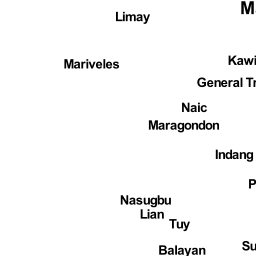 Limay
M
Mariveles
Kawi
General Tr
Naic
Maragondon
Indang
P
Nasugbu
Lian
Tuy
Su
Balayan